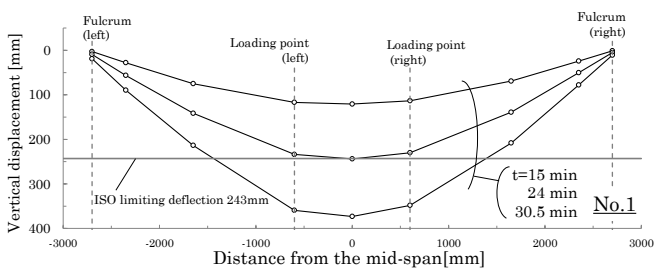 Fulcrum
(left)
Fulcrum
(right)
Loading point
(left)
Loading point
(right)
Vertical displacement [mm]
0
100
200
300
400
ISO limiting deflection 243mm
t=15 min
24 min
30.5 min
No.1
-3000 -2000 -1000 0 1000 2000 3000
Distance from the mid-span[mm]